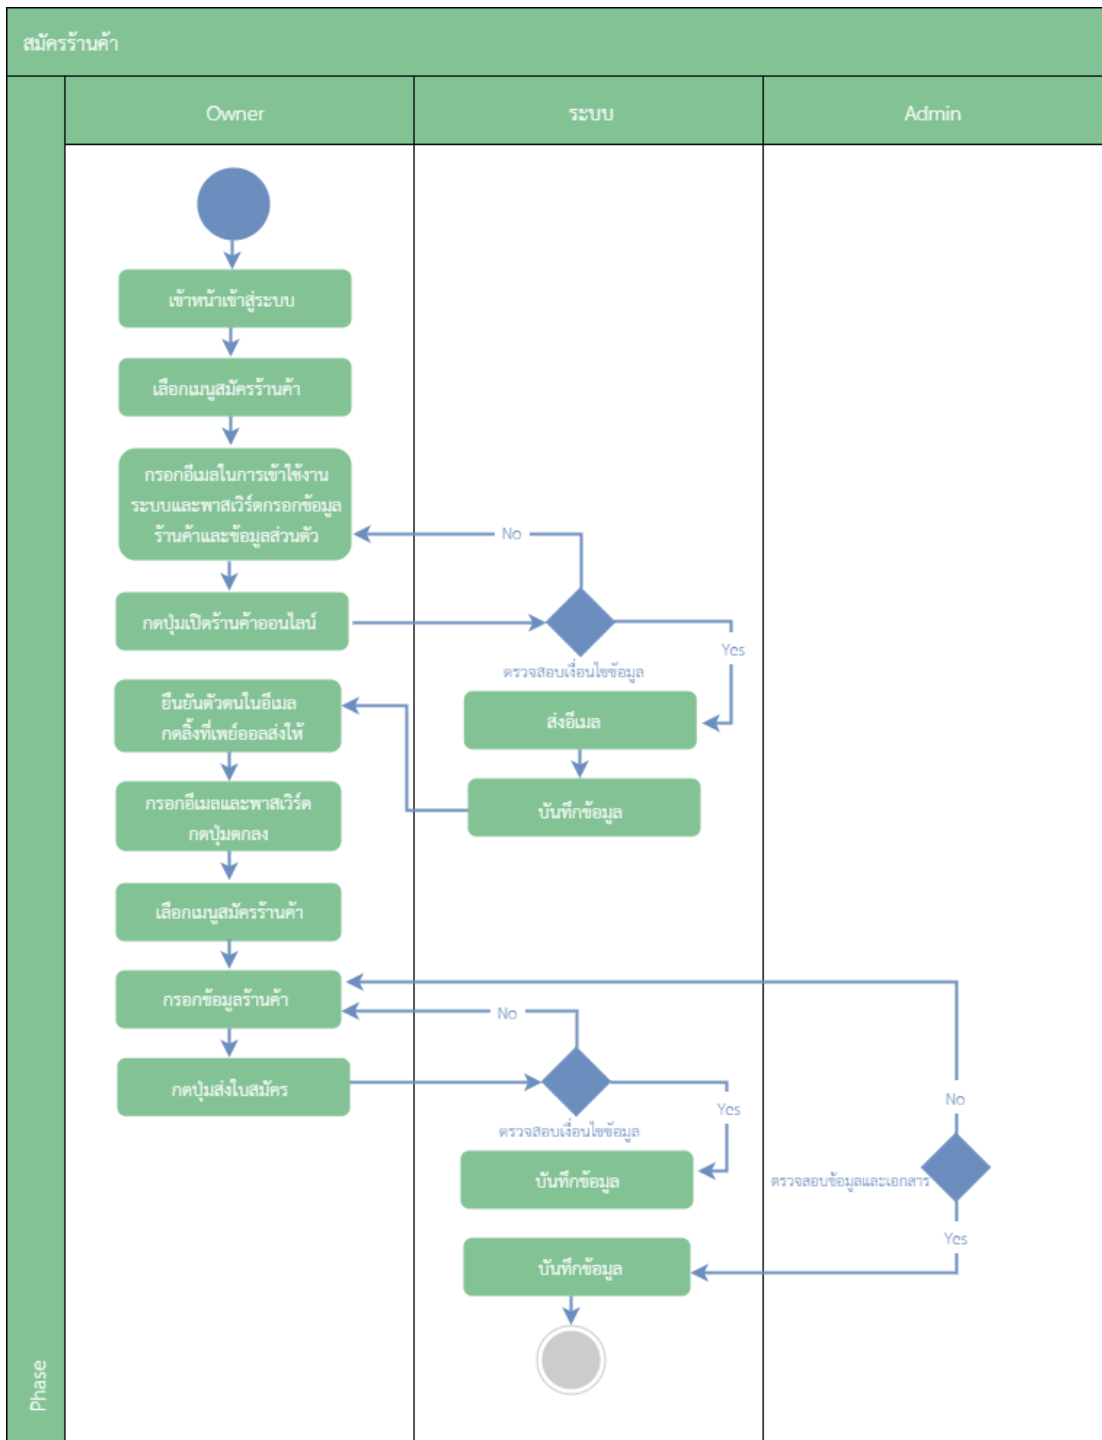 สมัครร้านค้า
Owner
ระบบ
Admin
เข้าหน้าเข้าสู่ระบบ
เลือกเมนูสมัครร้านค้า
กรอกอีเมลในการเข้าใช้งาน
ระบบและพาสเวิร์ดกรอกข้อมูล
ร้านค้าและข้อมูลส่วนตัว
No
กดปุ่มเปิดร้านค้าออนไลน์
Yes
ตรวจสอบเงื่อนไขข้อมูล
ยืนยันตัวตนในอีเมล
กดลิ้งที่เพย์ออลส่งให้
ส่งอีเมล
กรอกอีเมลและพาสเวิร์ด
กดปุ่มตกลง
บันทึกข้อมูล
เลือกเมนูสมัครร้านค้า
กรอกข้อมูลร้านค้า
No
กดปุ่มส่งใบสมัคร
Yes
No
ตรวจสอบเงื่อนไขข้อมูล
บันทึกข้อมูล
ตรวจสอบข้อมูลและเอกสาร
Yes
บันทึกข้อมูล
Phase